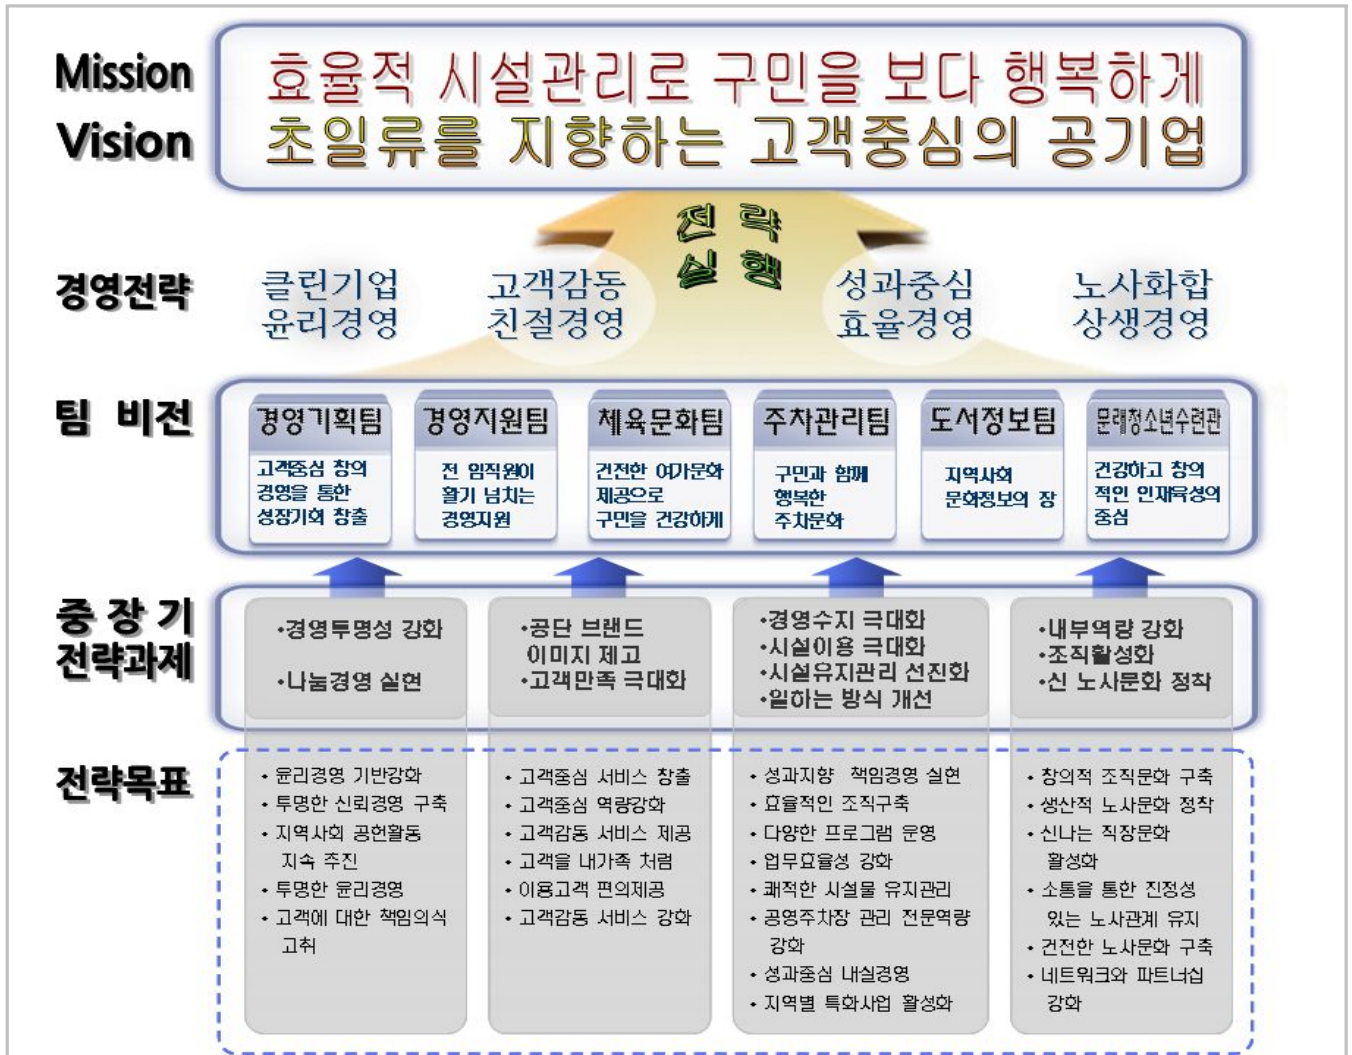 Mission
효율적 시설관리로 구민을 보다 행복하게
Vision
초일류를 지향하는 고객중심의 공기업
전 략
실 행
경영전략
클린기업
윤리경영
고객감동
친절경영
성과중심
효율경영
노사화합
상생경영
팀 비전
경영기획팀
고객중심 창의
경영을 통한
성장기회 창출
경영지원팀
전 임직원이
활기 넘치는
경영지원
체육문화팀
건전한 여가문화
제공으로
구민을 건강하게
주차관리팀
구민과 함께
행복한
주차문화
도서정보팀
지역사회
문화정보의 장
문래청소년수련관
건강하고 창의
적인 인재육성의
중심
중 장 기
전략과제
•경영투명성 강화
•나눔경영 실현
•공단 브랜드
이미지 제고
•고객만족 극대화
•경영수지 극대화
•시설이용 극대화
•시설유지관리 선진화
•일하는 방식 개선
•내부역량 강화
•조직활성화
•신 노사문화 정착
전략목표
• 윤리경영 기반강화
• 투명한 신뢰경영 구축
• 지역사회 공헌활동
지속 추진
• 투명한 윤리경영
• 고객에 대한 책임의식
고취
• 고객중심 서비스 창출
• 고객중심 역량강화
• 고객감동 서비스 제공
• 고객을 내가족 처럼
• 이용고객 편의제공
• 고객감동 서비스 강화
• 성과지향 책임경영 실현
• 효율적인 조직구축
• 다양한 프로그램 운영
• 업무효율성 강화
• 쾌적한 시설물 유지관리
• 공영주차장 관리 전문역량
강화
• 성과중심 내실경영
• 지역별 특화사업 활성화
• 창의적 조직문화 구축
• 생산적 노사문화 정착
• 신나는 직장문화
활성화
• 소통을 통한 진정성
있는 노사관계 유지
• 건전한 노사문화 구축
• 네트워크와 파트너십
강화